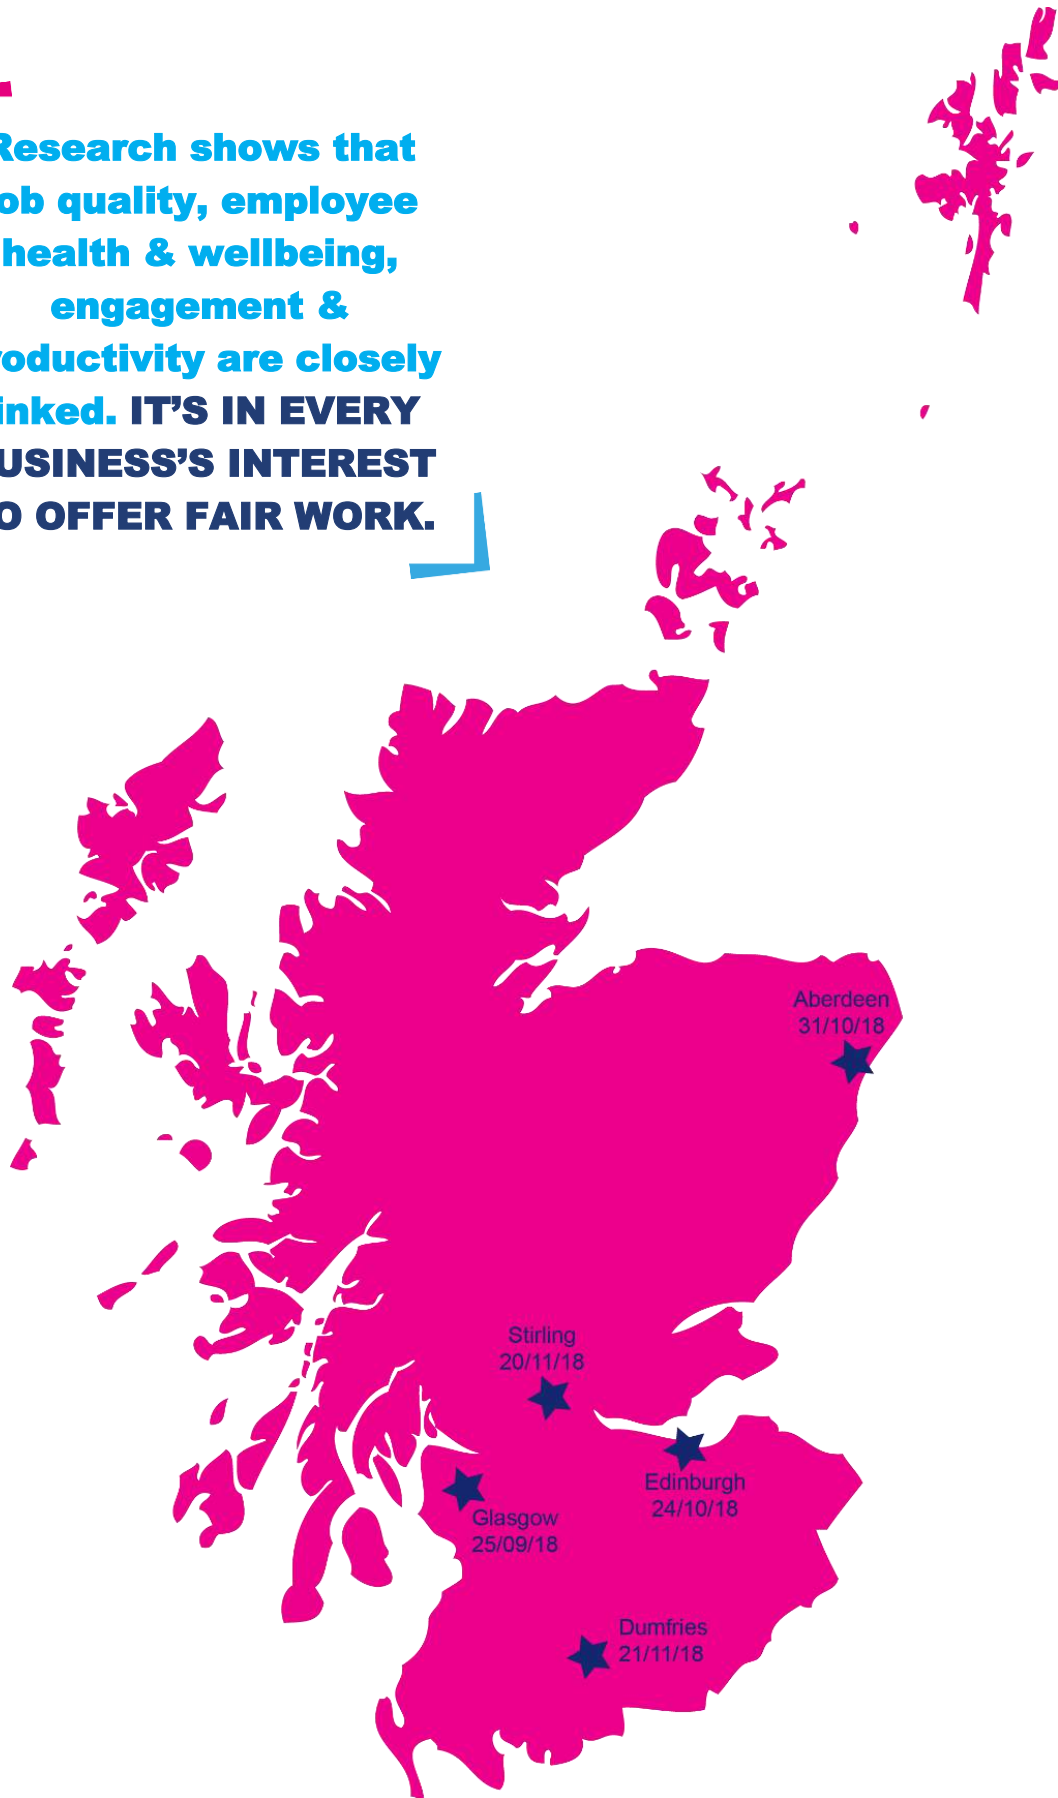 Research shows that
ob quality, employee
health & wellbeing,
engagement &
roductivity are closely
inked. IT’S IN EVERY
USINESS’S INTEREST
O OFFER FAIR WORK.
Aberdeen
31/10/18
Stirling
20/11/18
Edinburgh
24/10/18
Glasgow
25/09/18
Dumfries
21/11/18